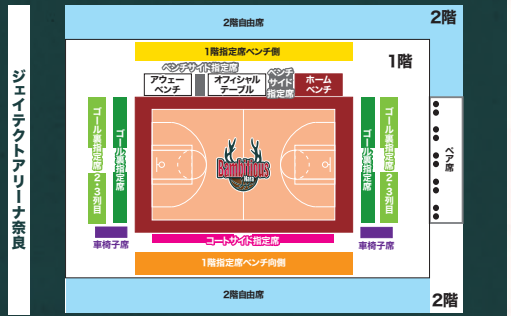 ジェイテクトアリーナ奈良
2階自由席
2階
1階指定席ベンチ側
1階
ベンチサイド指定席
アウェー
ベンチ
オフィシャル
テーブル
ベンチ
サイド
指定席
ホーム
ベンチ
ゴール裏指定席 2・3列目
ゴール裏指定席
Bambitious
Nara
ゴール裏指定席
ゴール裏指定席 2・3列目
ペア席
車椅子席
コートサイド指定席
車椅子席
1階指定席ベンチ向側
2階自由席
2階